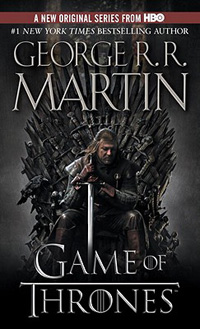 A NEW ORIGINAL SERIES FROM HBO
#1 NEW YORK TIMES BESTSELLING AUTHOR
GEORGE R. R.
MARTIN
GAME OF
THRONES